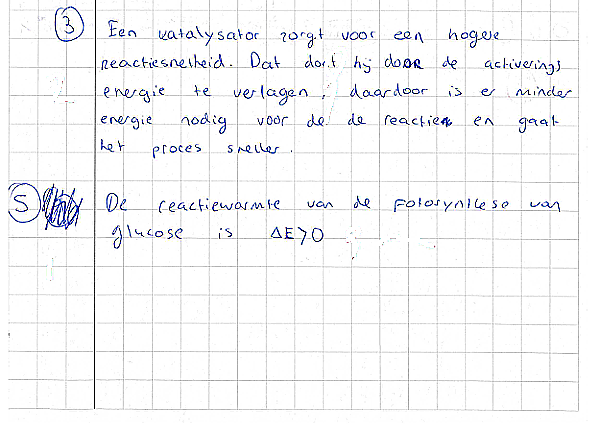 3 Een katalysator zorgt voor een hogere
reactiesnelheid. Dat doet hij door de activerings
energie te verlagen, daardoor is er minder
energie nodig voor de de reactie en gaat
het proces sneller.
5 De reactiewarmte van de fotosynthese van
glucose is ΔE>0